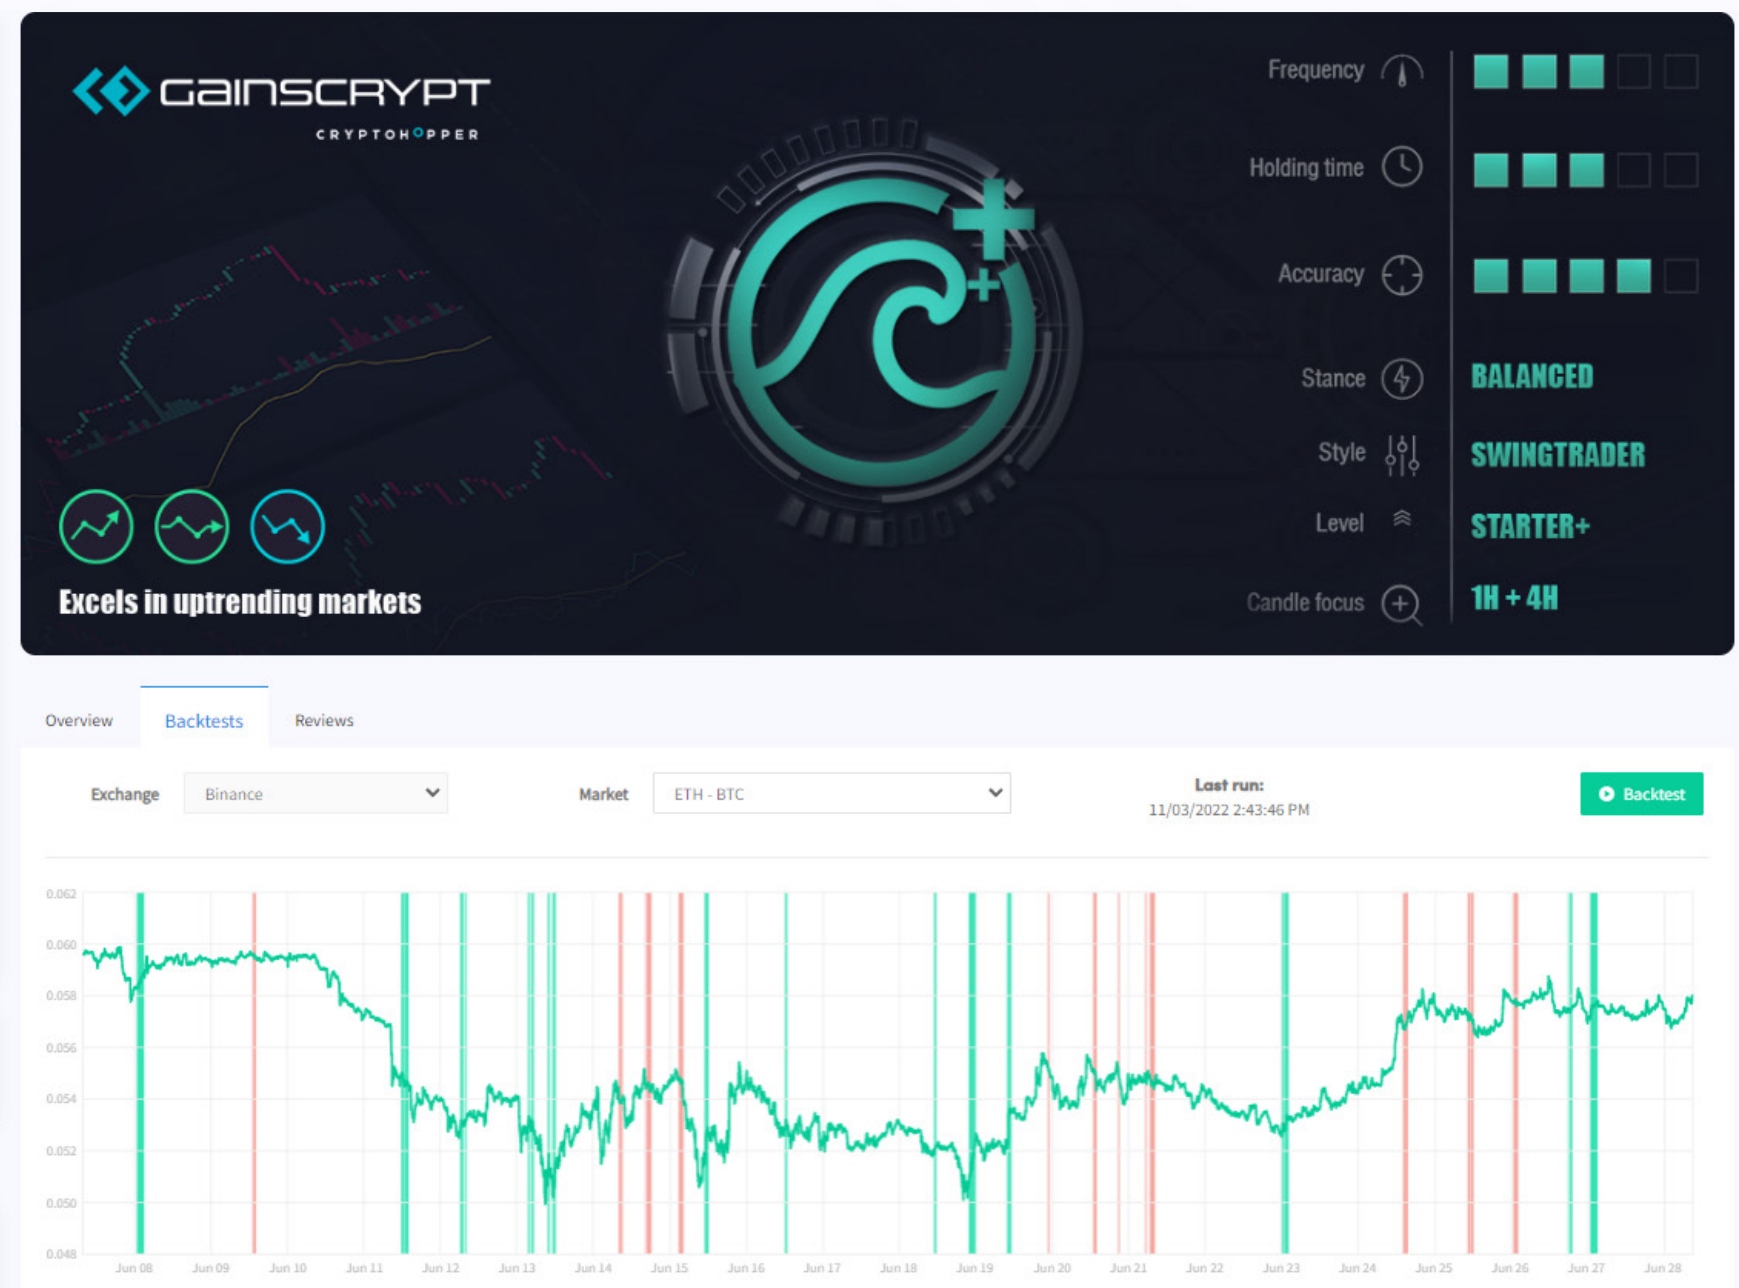 GAINSCRYPT
CRYPTOHOPPER
Frequency
Holding time
Accuracy
Stance BALANCED
Style SWINGTRADER
Level STARTER+
Candle focus 1H + 4H
Excels in uptrending markets
Overview Backtests Reviews
Exchange Binance Market ETH - BTC Last run: 11/03/2022 2:43:46 PM Backtest
0.062
0.060
0.058
0.056
0.054
0.052
0.050
0.048
Jun 08 Jun 09 Jun 10 Jun 11 Jun 12 Jun 13 Jun 14 Jun 15 Jun 16 Jun 17 Jun 18 Jun 19 Jun 20 Jun 21 Jun 22 Jun 23 Jun 24 Jun 25 Jun 26 Jun 27 Jun 28